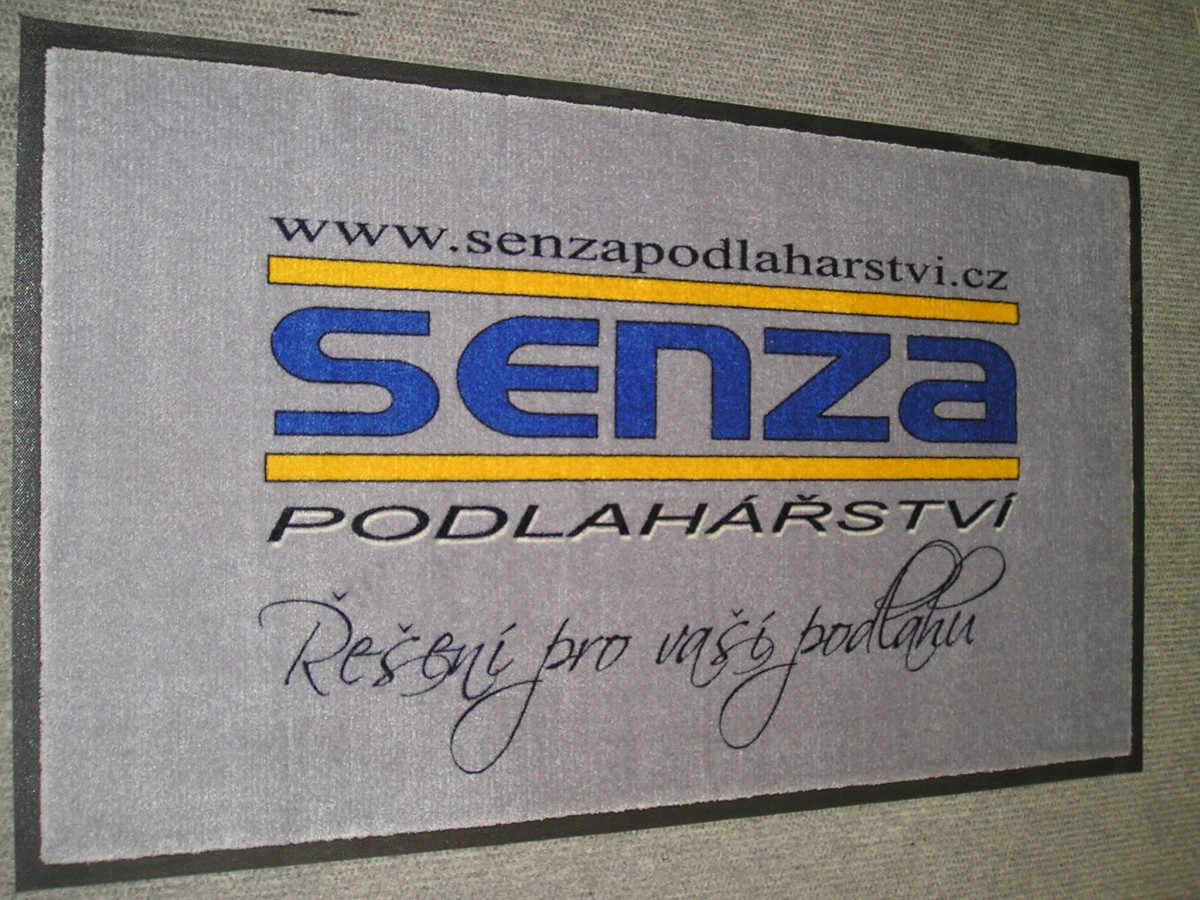 www.senzapodlaharstvi.cz
senza
PODLAHÁŘSTVÍ
Řešení pro vaši podlahu